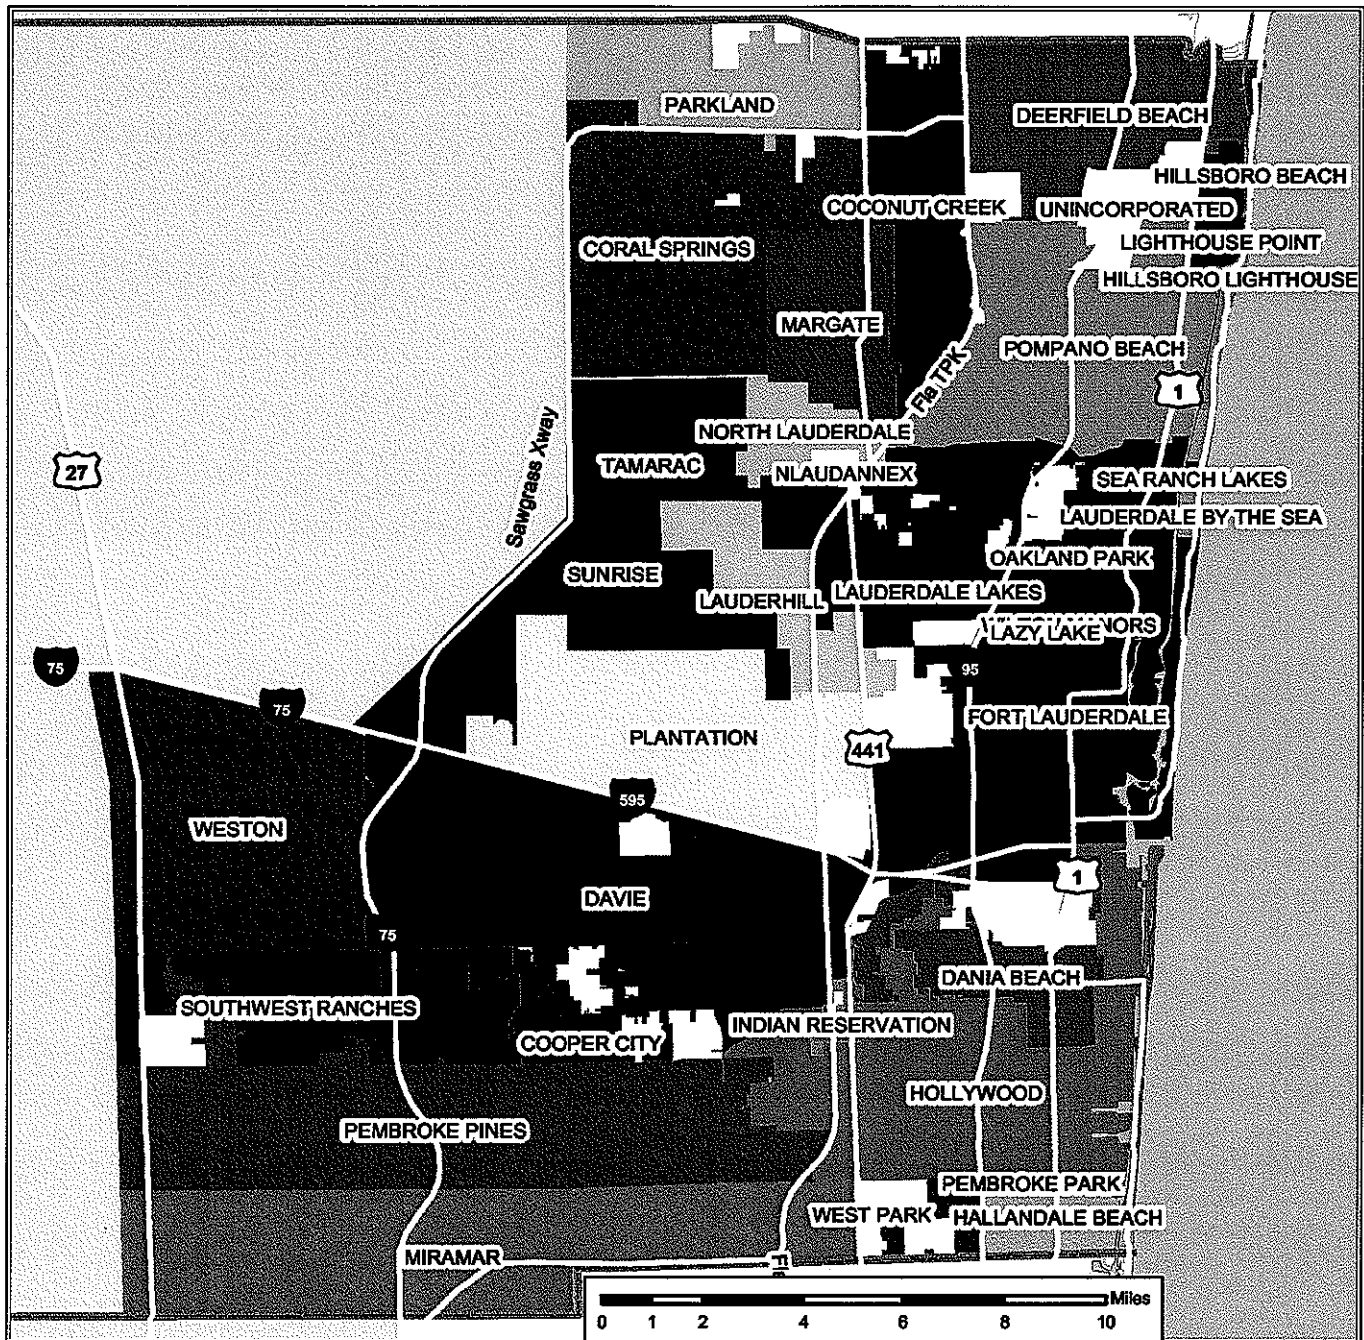 PARKLAND
DEERFIELD BEACH
HILLSBORO BEACH
COCONUT CREEK
UNINCORPORATED
CORAL SPRINGS
LIGHTHOUSE POINT
HILLSBORO LIGHTHOUSE
MARGATE
POMPANO BEACH
Fla TPK
1
NORTH LAUDERDALE
TAMARAC
NLAUDANNEX
27
Sawgrass Xway
SEA RANCH LAKES
LAUDERDALE BY THE SEA
OAKLAND PARK
SUNRISE
LAUDERHILL
LAUDERDALE LAKES
LAZY LAKE
75
95
75
FORT LAUDERDALE
PLANTATION
441
595
WESTON
1
DAVIE
75
DANIA BEACH
SOUTHWEST RANCHES
INDIAN RESERVATION
COOPER CITY
HOLLYWOOD
PEMBROKE PINES
PEMBROKE PARK
WEST PARK
HALLANDALE BEACH
MIRAMAR
Miles
0 1 2 4 6 8 10